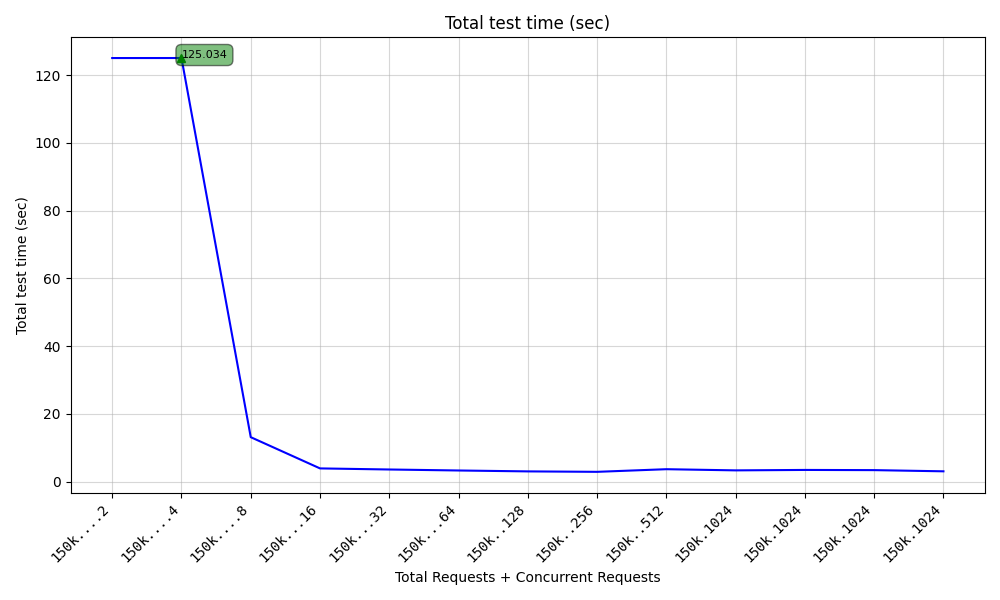 Total test time (sec)
125.034
120
100
80
60
40
20
0
Total test time (sec)
150k....2
150k....4
150k...8
150k...16
150k...32
150k...64
150k..128
150k..256
150k..512
150k.1024
150k.1024
150k.1024
150k.1024
Total Requests + Concurrent Requests